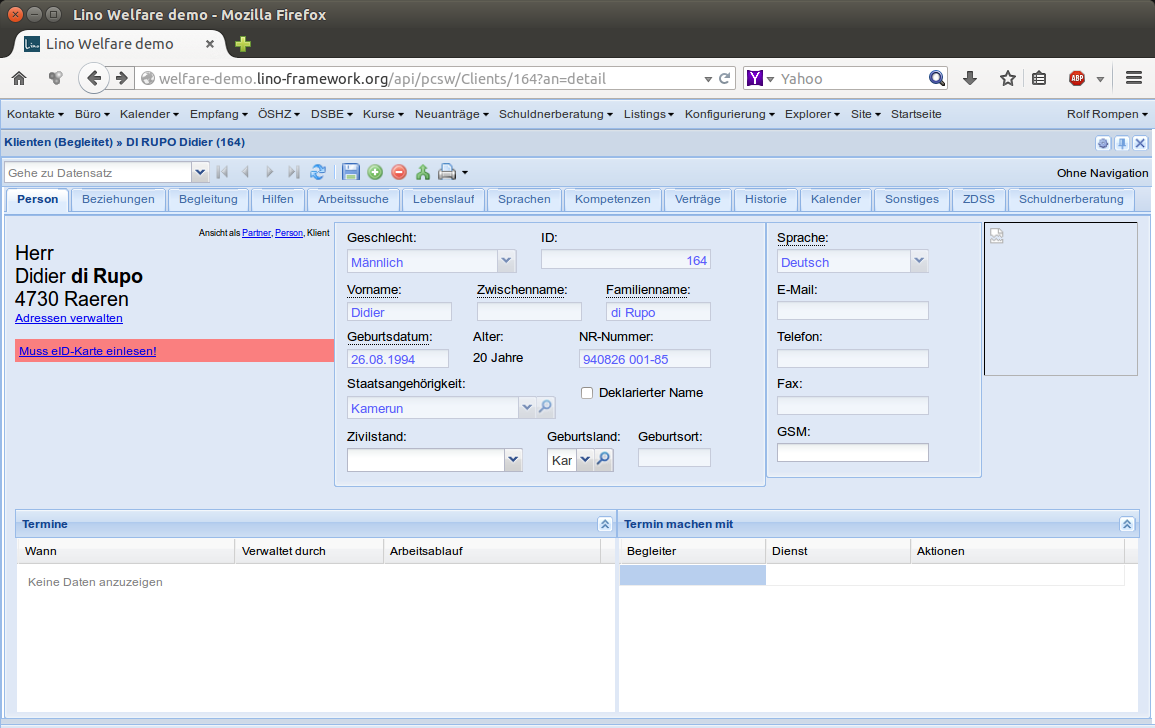 Lino Welfare demo - Mozilla Firefox
Lino Welfare demo
welfare-demo.lino-framework.org/api/pcsw/Clients/164?an=detail
Yahoo
ABP
Kontakte Büro Kalender Empfang ÖSHZ DSBE Kurse Neuanträge Schuldnerberatung Listings Konfigurierung Explorer Site Startseite Rolf Rompen
Klienten (Begleitet) » DI RUPO Didier (164)
Gehe zu Datensatz Ohne Navigation
Person Beziehungen Begleitung Hilfen Arbeitssuche Lebenslauf Sprachen Kompetenzen Verträge Historie Kalender Sonstiges ZDSS Schuldnerberatung
Ansicht als Partner, Person, Klient
Herr
Didier di Rupo
4730 Raeren
Adressen verwalten
Muss eID-Karte einlesen!
Geschlecht: ID:
Männlich 164
Vorname: Zwischenname: Familienname:
Didier di Rupo
Geburtsdatum: Alter: NR-Nummer:
26.08.1994 20 Jahre 940826 001-85
Staatsangehörigkeit:
Kamerun Deklarierter Name
Zivilstand: Geburtsland: Geburtsort:
Kar
Sprache:
Deutsch
E-Mail:
Telefon:
Fax:
GSM:
Termine
Wann Verwaltet durch Arbeitsablauf
Keine Daten anzuzeigen
Termin machen mit
Begleiter Dienst Aktionen